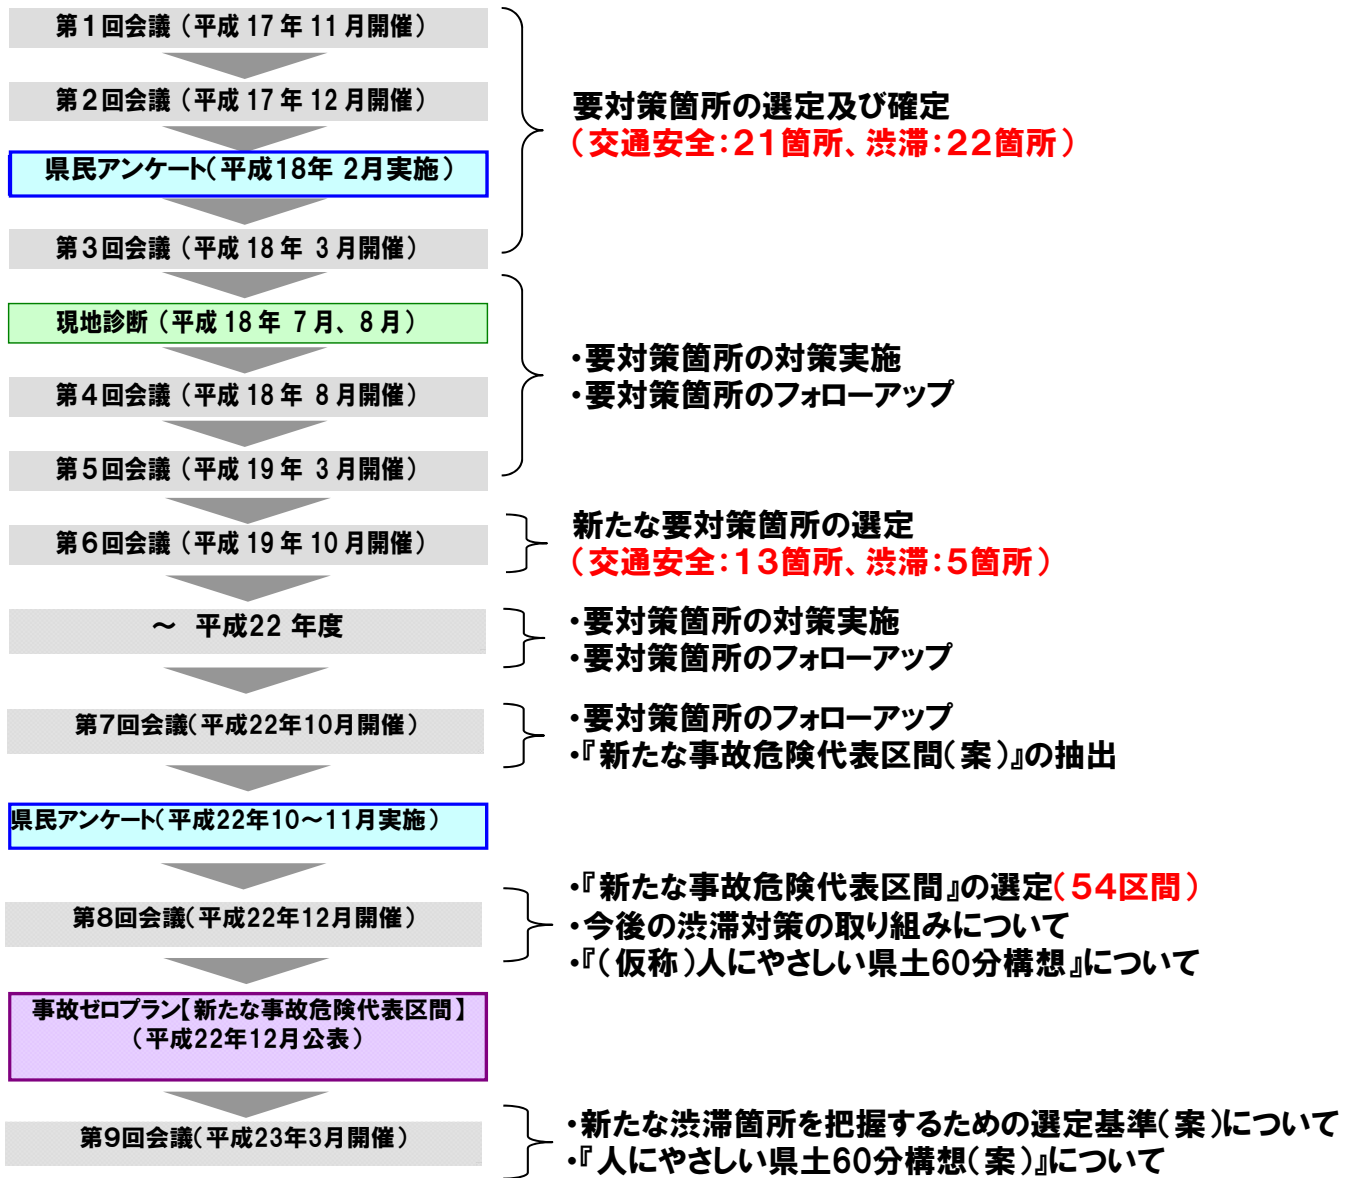 第1回会議（平成17年11月開催）
第2回会議（平成17年12月開催）
県民アンケート（平成18年 2月実施）
第3回会議（平成18年 3月開催）
要対策箇所の選定及び確定
（交通安全：21箇所、渋滞：22箇所）
現地診断（平成18年 7月、8月）
第4回会議（平成18年 8月開催）
第5回会議（平成19年 3月開催）
・要対策箇所の対策実施
・要対策箇所のフォローアップ
第6回会議（平成19年10月開催）
新たな要対策箇所の選定
（交通安全：13箇所、渋滞：5箇所）
～ 平成22年度
・要対策箇所の対策実施
・要対策箇所のフォローアップ
第7回会議（平成22年10月開催）
・要対策箇所のフォローアップ
・『新たな事故危険代表区間（案）』の抽出
県民アンケート（平成22年10～11月実施）
第8回会議（平成22年12月開催）
・『新たな事故危険代表区間』の選定（54区間）
・今後の渋滞対策の取り組みについて
・『（仮称）人にやさしい県土60分構想』について
事故ゼロプラン【新たな事故危険代表区間】
（平成22年12月公表）
第9回会議（平成23年3月開催）
・新たな渋滞箇所を把握するための選定基準（案）について
・『人にやさしい県土60分構想（案）』について